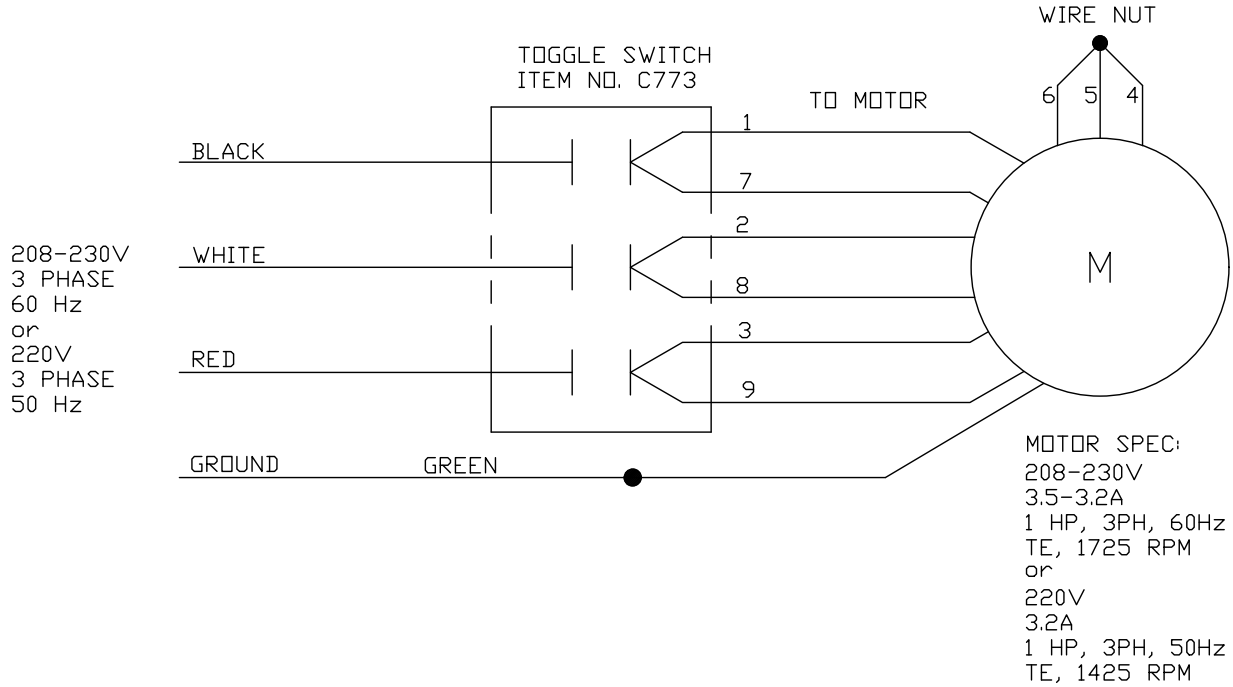 WIRE NUT
TOGGLE SWITCH
ITEM NO. C773
6 5 4
TO MOTOR
1
BLACK
7
2
208-230V
3 PHASE
60 Hz
or
220V
3 PHASE
50 Hz
WHITE
M
8
3
RED
9
GROUND GREEN
MOTOR SPEC:
208-230V
3.5-3.2A
1 HP, 3PH, 60Hz
TE, 1725 RPM
or
220V
3.2A
1 HP, 3PH, 50Hz
TE, 1425 RPM